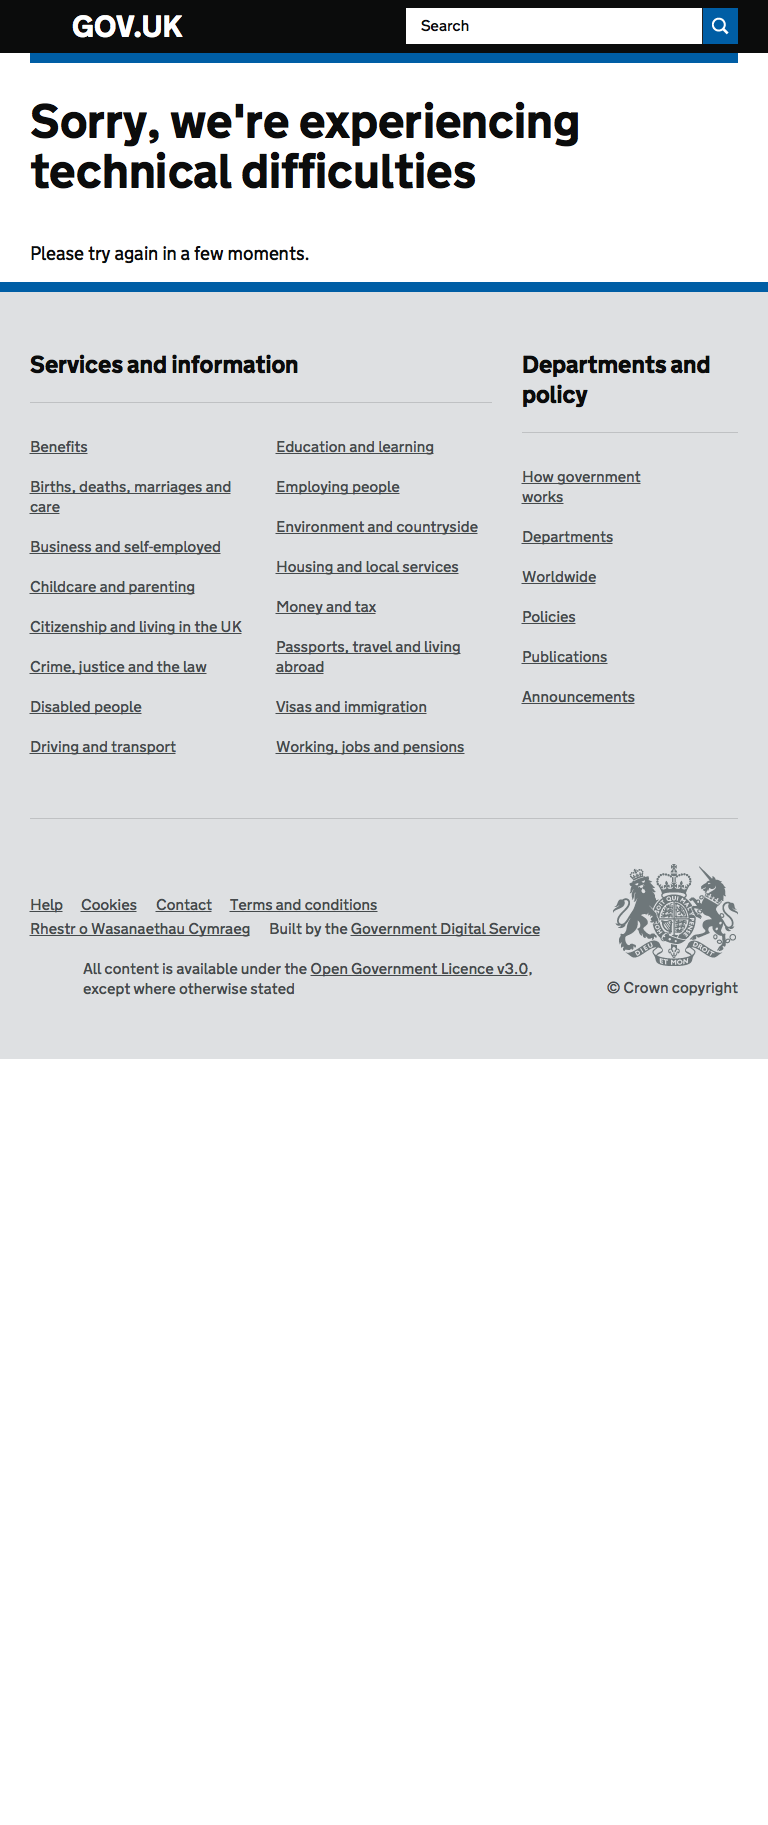 GOV.UK
Search
Sorry, we're experiencing
technical difficulties
Please try again in a few moments.
Services and information
Benefits
Births, deaths, marriages and
care
Business and self-employed
Childcare and parenting
Citizenship and living in the UK
Crime, justice and the law
Disabled people
Driving and transport
Education and learning
Employing people
Environment and countryside
Housing and local services
Money and tax
Passports, travel and living
abroad
Visas and immigration
Working, jobs and pensions
Departments and
policy
How government
works
Departments
Worldwide
Policies
Publications
Announcements
Help Cookies Contact Terms and conditions
Rhestr o Wasanaethau Cymraeg Built by the Government Digital Service
All content is available under the Open Government Licence v3.0,
except where otherwise stated
DIEU ET MON DROIT
© Crown copyright